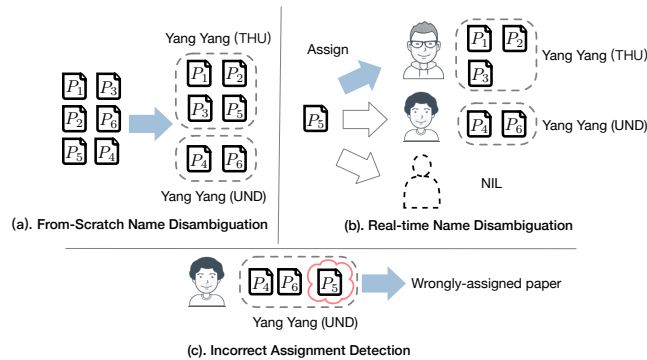 Yang Yang (THU)
P1 P3
P2 P6
P5 P4
P1 P2
P3 P5
P4 P6
Yang Yang (UND)
(a). From-Scratch Name Disambiguation
Assign
P5
P1 P2
P3
Yang Yang (THU)
P4 P6
Yang Yang (UND)
NIL
(b). Real-time Name Disambiguation
P4 P6 P5
Wrongly-assigned paper
Yang Yang (UND)
(c). Incorrect Assignment Detection